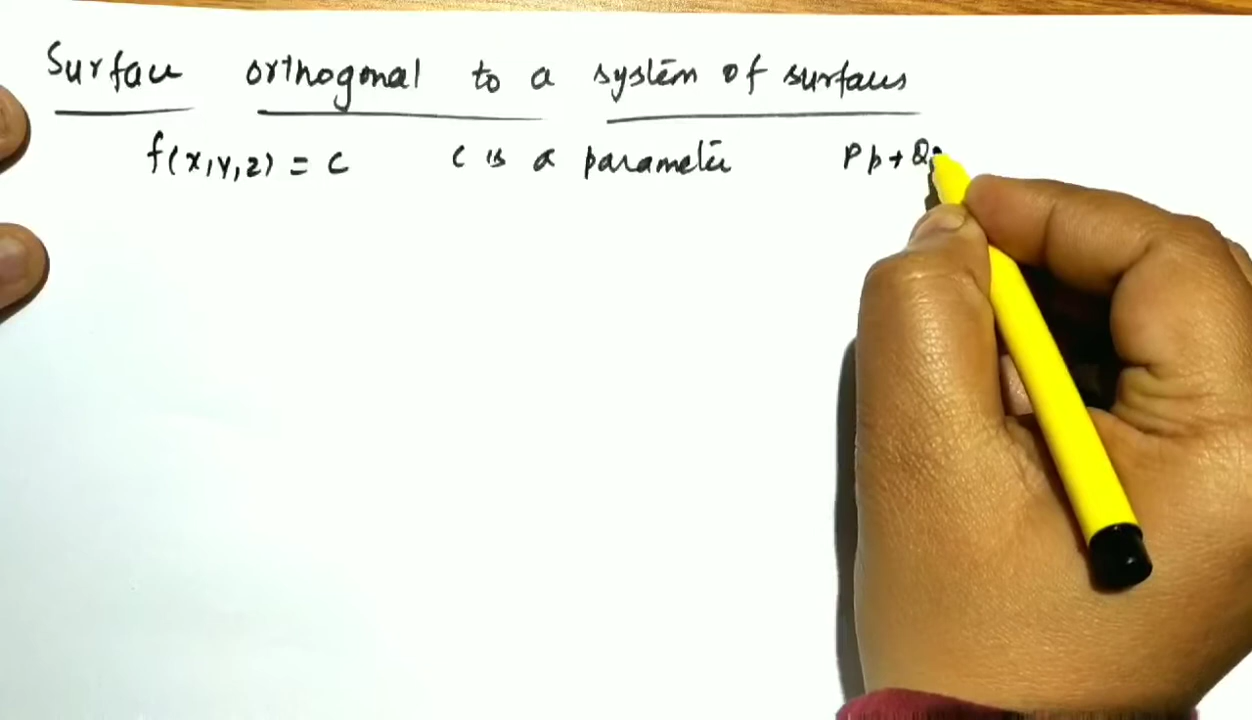 Surface orthogonal to a system of surfaces
f(x,y,z) = c c is a parameter Pp+Q